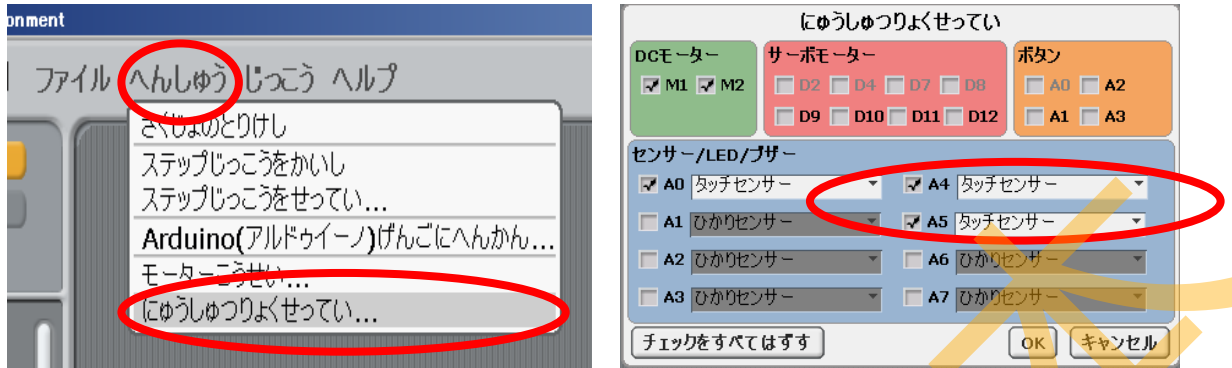 onment
ファイル へんしゅう じっこう ヘルプ
さくじょのとりけし
ステップじっこうをかいし
ステップじっこうをせってい...
Arduino(アルドゥイーノ)げんごにへんかん...
モーターこうせい...
にゅうしゅつりょくせってい...
にゅうしゅつりょくせってい
DCモーター サーボモーター ボタン
M1 M2 D2 D4 D7 D8 A0 A2
D9 D10 D11 D12 A1 A3
センサー/LED/ブザー
A0 タッチセンサー A4 タッチセンサー
A1 ひかりセンサー A5 タッチセンサー
A2 ひかりセンサー A6 ひかりセンサー
A3 ひかりセンサー A7 ひかりセンサー
チェックをすべてはずす OK キャンセル